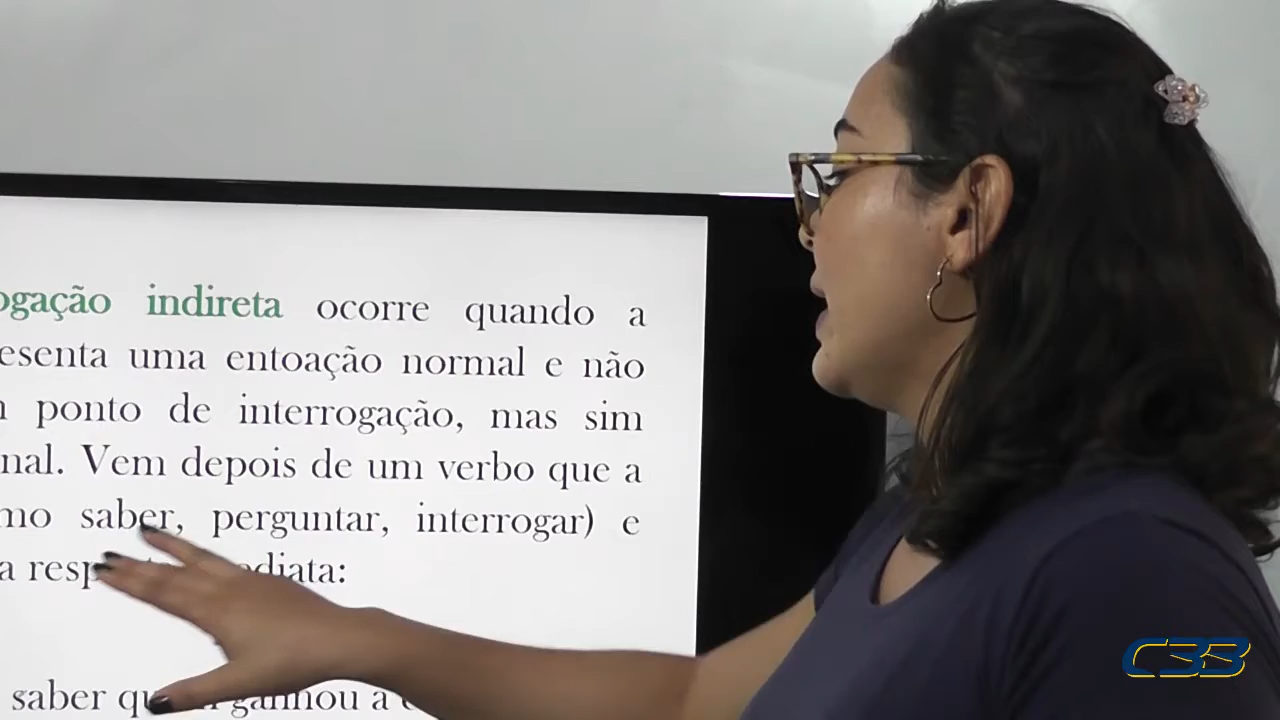 ogação indireta ocorre quando a
esenta uma entoação normal e não
ponto de interrogação, mas sim
nal. Vem depois de um verbo que a
mo saber, perguntar, interrogar) e
a resp diata:
saber qu ganhou a
CBB